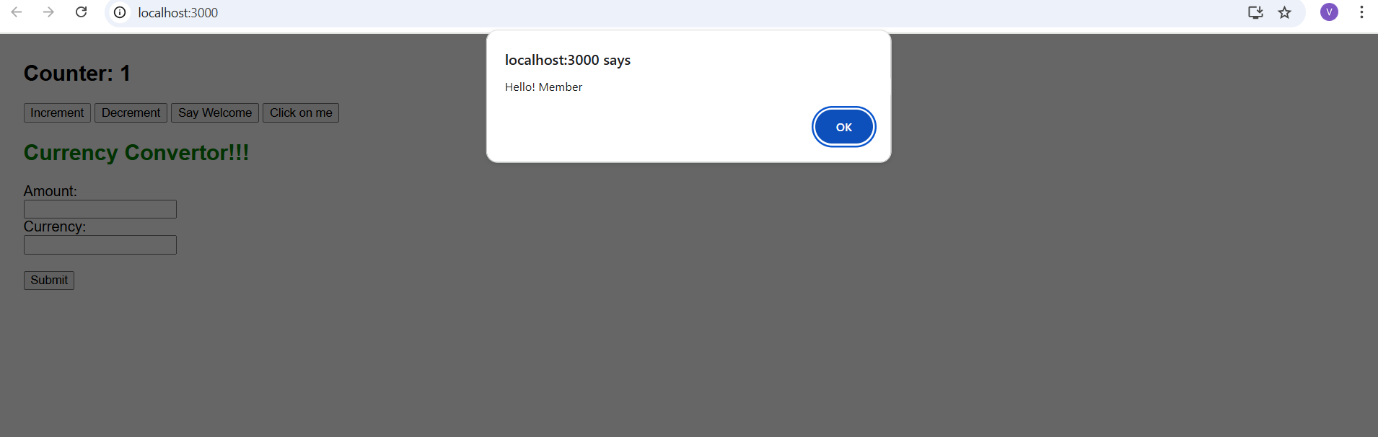 localhost:3000
V
localhost:3000 says
Hello! Member
OK
Counter: 1
Increment Decrement Say Welcome Click on me
Currency Convertor!!!
Amount:
Currency:
Submit